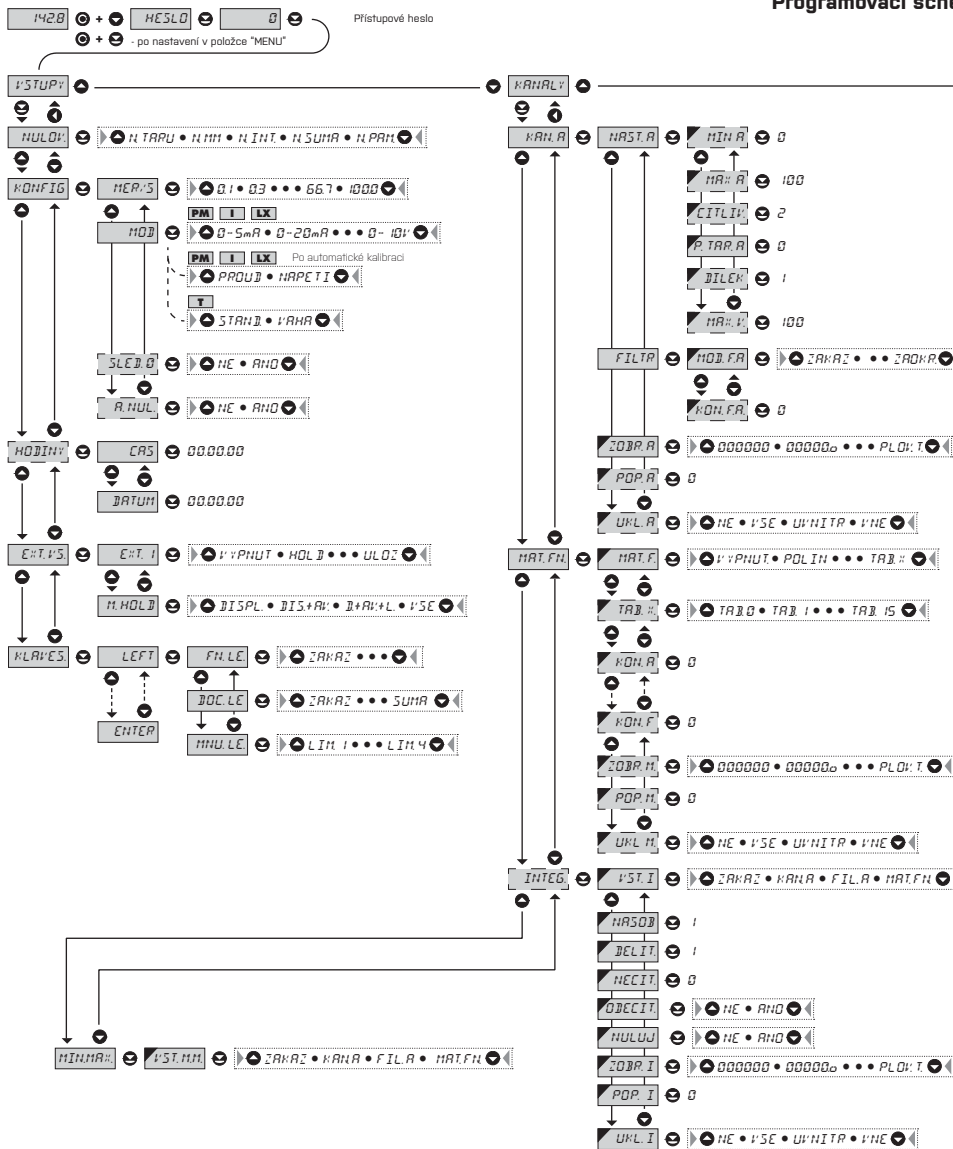 Programovací sch
142.8 + HESLO 0 Přístupové heslo
+ - po nastavení v položce "MENU"
VSTUPY
NULOV. N.TARU • N.MM • N.INT. • N.SUMA • N.PAM.
KONFIG MER/S 0.1 • 0.3 • • • 66.7 • 100.0
PM I LX
MOD 0-5mA • 0-20mA • • • 0-10V
PM I LX Po automatické kalibraci
PROUD • NAPETI
T
STAND. • VAHA
SLED.0 NE • ANO
A.NUL. NE • ANO
HODINY CAS 00.00.00
DATUM 00.00.00
EXT.VS. EXT. 1 VYPNUT • HOLD • • • ULOZ
M.HOLD DISPL. • DIS.+AV. • D.+AV.+L. • VSE
KLAVES. LEFT FN.LE. ZAKAZ • • •
DOC.LE ZAKAZ • • • SUMA
ENTER
MNU.LE. LIM. 1 • • • LIM.4
KANALY
KAN.A NAST.A MIN A 0
MAX A 100
CITLIV. 2
P.TAR.A 0
DILEK 1
MAX.V. 100
FILTR MOD.F.A ZAKAZ • • • ZAOKR.
KON.F.A. 0
ZOBR.A 000000 • 00000.0 • • • PLOV.T.
POP.A 0
UKL.A NE • VSE • UVNITR • VNE
MAT.FN. MAT.F. VYPNUT. • POLIN • • • TAB.X
TAB.X. TAB.0 • TAB.1 • • • TAB.15
KON.A 0
KON.F 0
ZOBR.M. 000000 • 00000.0 • • • PLOV.T.
POP.M. 0
UKL.M. NE • VSE • UVNITR • VNE
INTEG. VST.I ZAKAZ • KAN.A • FIL.A • MAT.FN.
NASOB 1
DELIT. 1
NECIT. 0
ODECIT. NE • ANO
NULUJ NE • ANO
ZOBR.I 000000 • 00000.0 • • • PLOV.T.
POP.I 0
UKL.I NE • VSE • UVNITR • VNE
MIN.MAX. VST.M.M. ZAKAZ • KAN.A • FIL.A • MAT.FN.